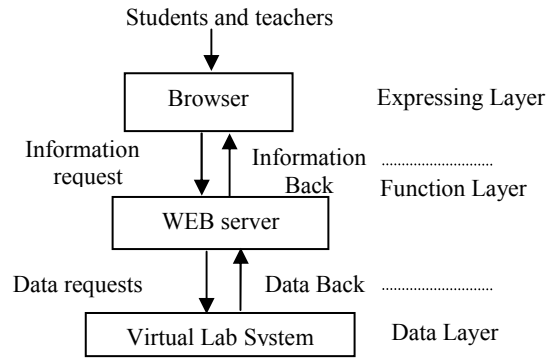 Students and teachers
Browser
Expressing Layer
Information
request
Information
Back
Function Layer
WEB server
Data requests
Data Back
Virtual Lab System
Data Layer